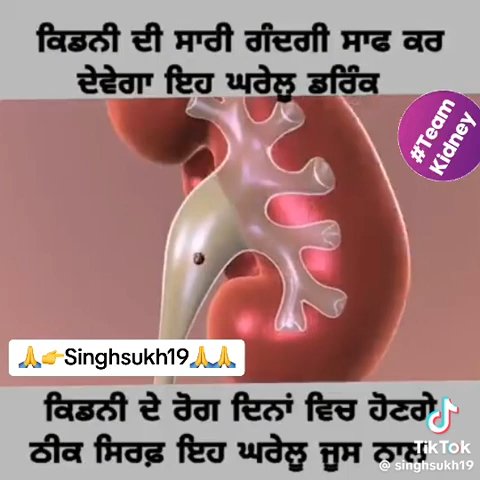 ਕਿਡਨੀ ਦੀ ਸਾਰੀ ਗੰਦਗੀ ਸਾਫ ਕਰ
ਦੇਵੇਗਾ ਇਹ ਘਰੇਲੂ ਡਰਿੰਕ
#Team
Kidney
🙏👉Singhsukh19🙏🙏
ਕਿਡਨੀ ਦੇ ਰੋਗ ਦਿਨਾਂ ਵਿਚ ਹੋਣਗੇ
ਠੀਕ ਸਿਰਫ਼ ਇਹ ਘਰੇਲੂ ਜੂਸ ਨਾਲ
TikTok
@singhsukh19